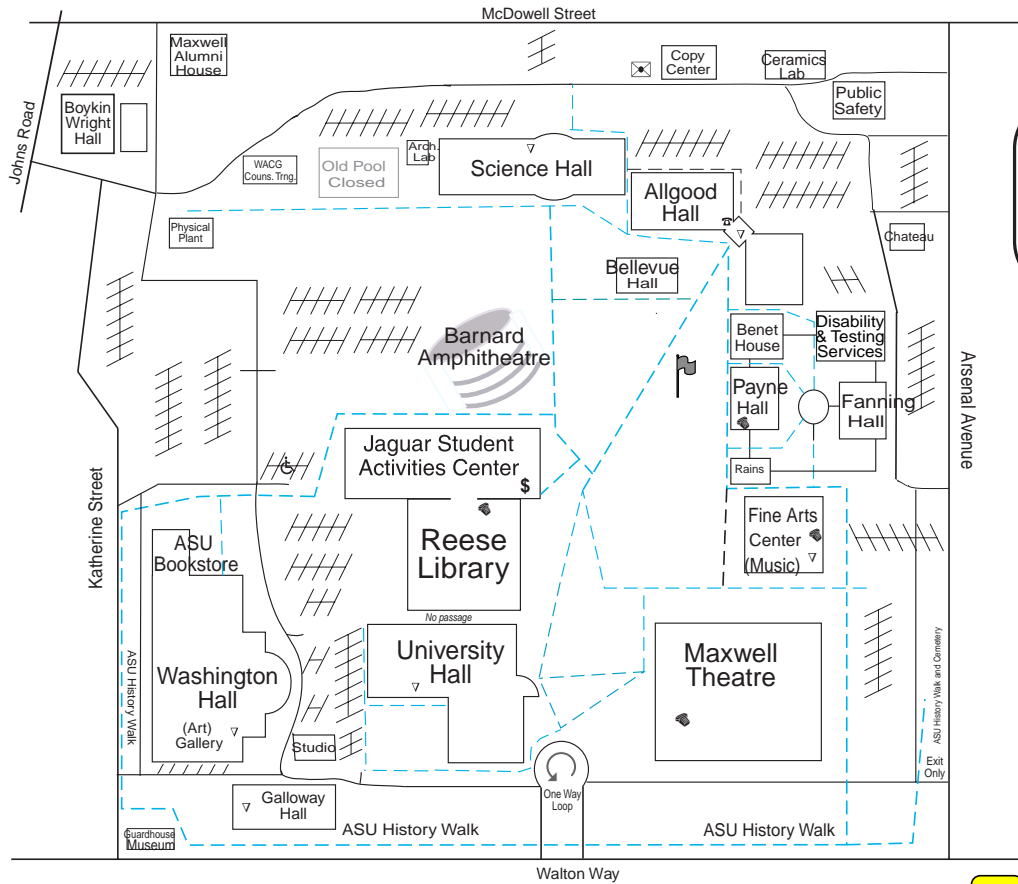 McDowell Street
Maxwell
Alumni
House
Copy
Center
Ceramics
Lab
Public
Safety
Johns Road
Boykin
Wright
Hall
WACG
Couns. Trng.
Old Pool
Closed
Arch.
Lab
Science Hall
Allgood
Hall
Physical
Plant
Chateau
Bellevue
Hall
Barnard
Amphitheatre
Benet
House
Disability
& Testing
Services
Payne
Hall
Fanning
Hall
Arsenal Avenue
Rains
Jaguar Student
Activities Center
$
Katherine Street
Reese
Library
Fine Arts
Center
(Music)
ASU
Bookstore
No passage
University
Hall
Maxwell
Theatre
Washington
Hall
(Art)
Gallery
ASU History Walk
ASU History Walk and Cemetery
Studio
Exit
Only
One Way
Loop
Galloway
Hall
ASU History Walk
ASU History Walk
Guardhouse
Museum
Walton Way